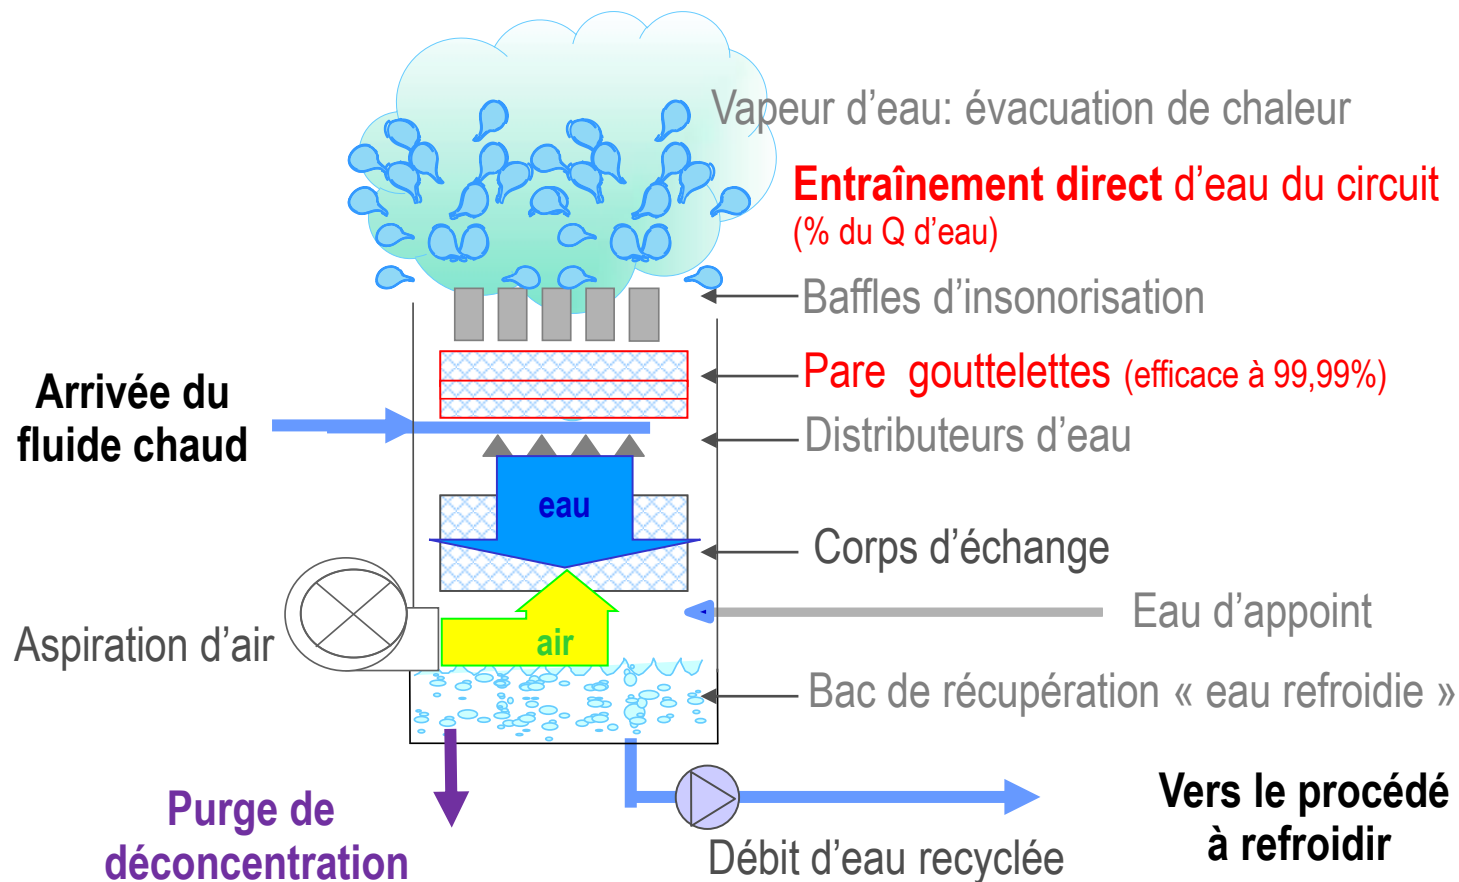 Vapeur d’eau: évacuation de chaleur
Entraînement direct d’eau du circuit
(% du Q d’eau)
Baffles d’insonorisation
Pare gouttelettes (efficace à 99,99%)
Arrivée du
fluide chaud
Distributeurs d’eau
eau
Corps d’échange
Eau d’appoint
air
Aspiration d’air
Bac de récupération « eau refroidie »
Purge de
déconcentration
Vers le procédé
à refroidir
Débit d’eau recyclée